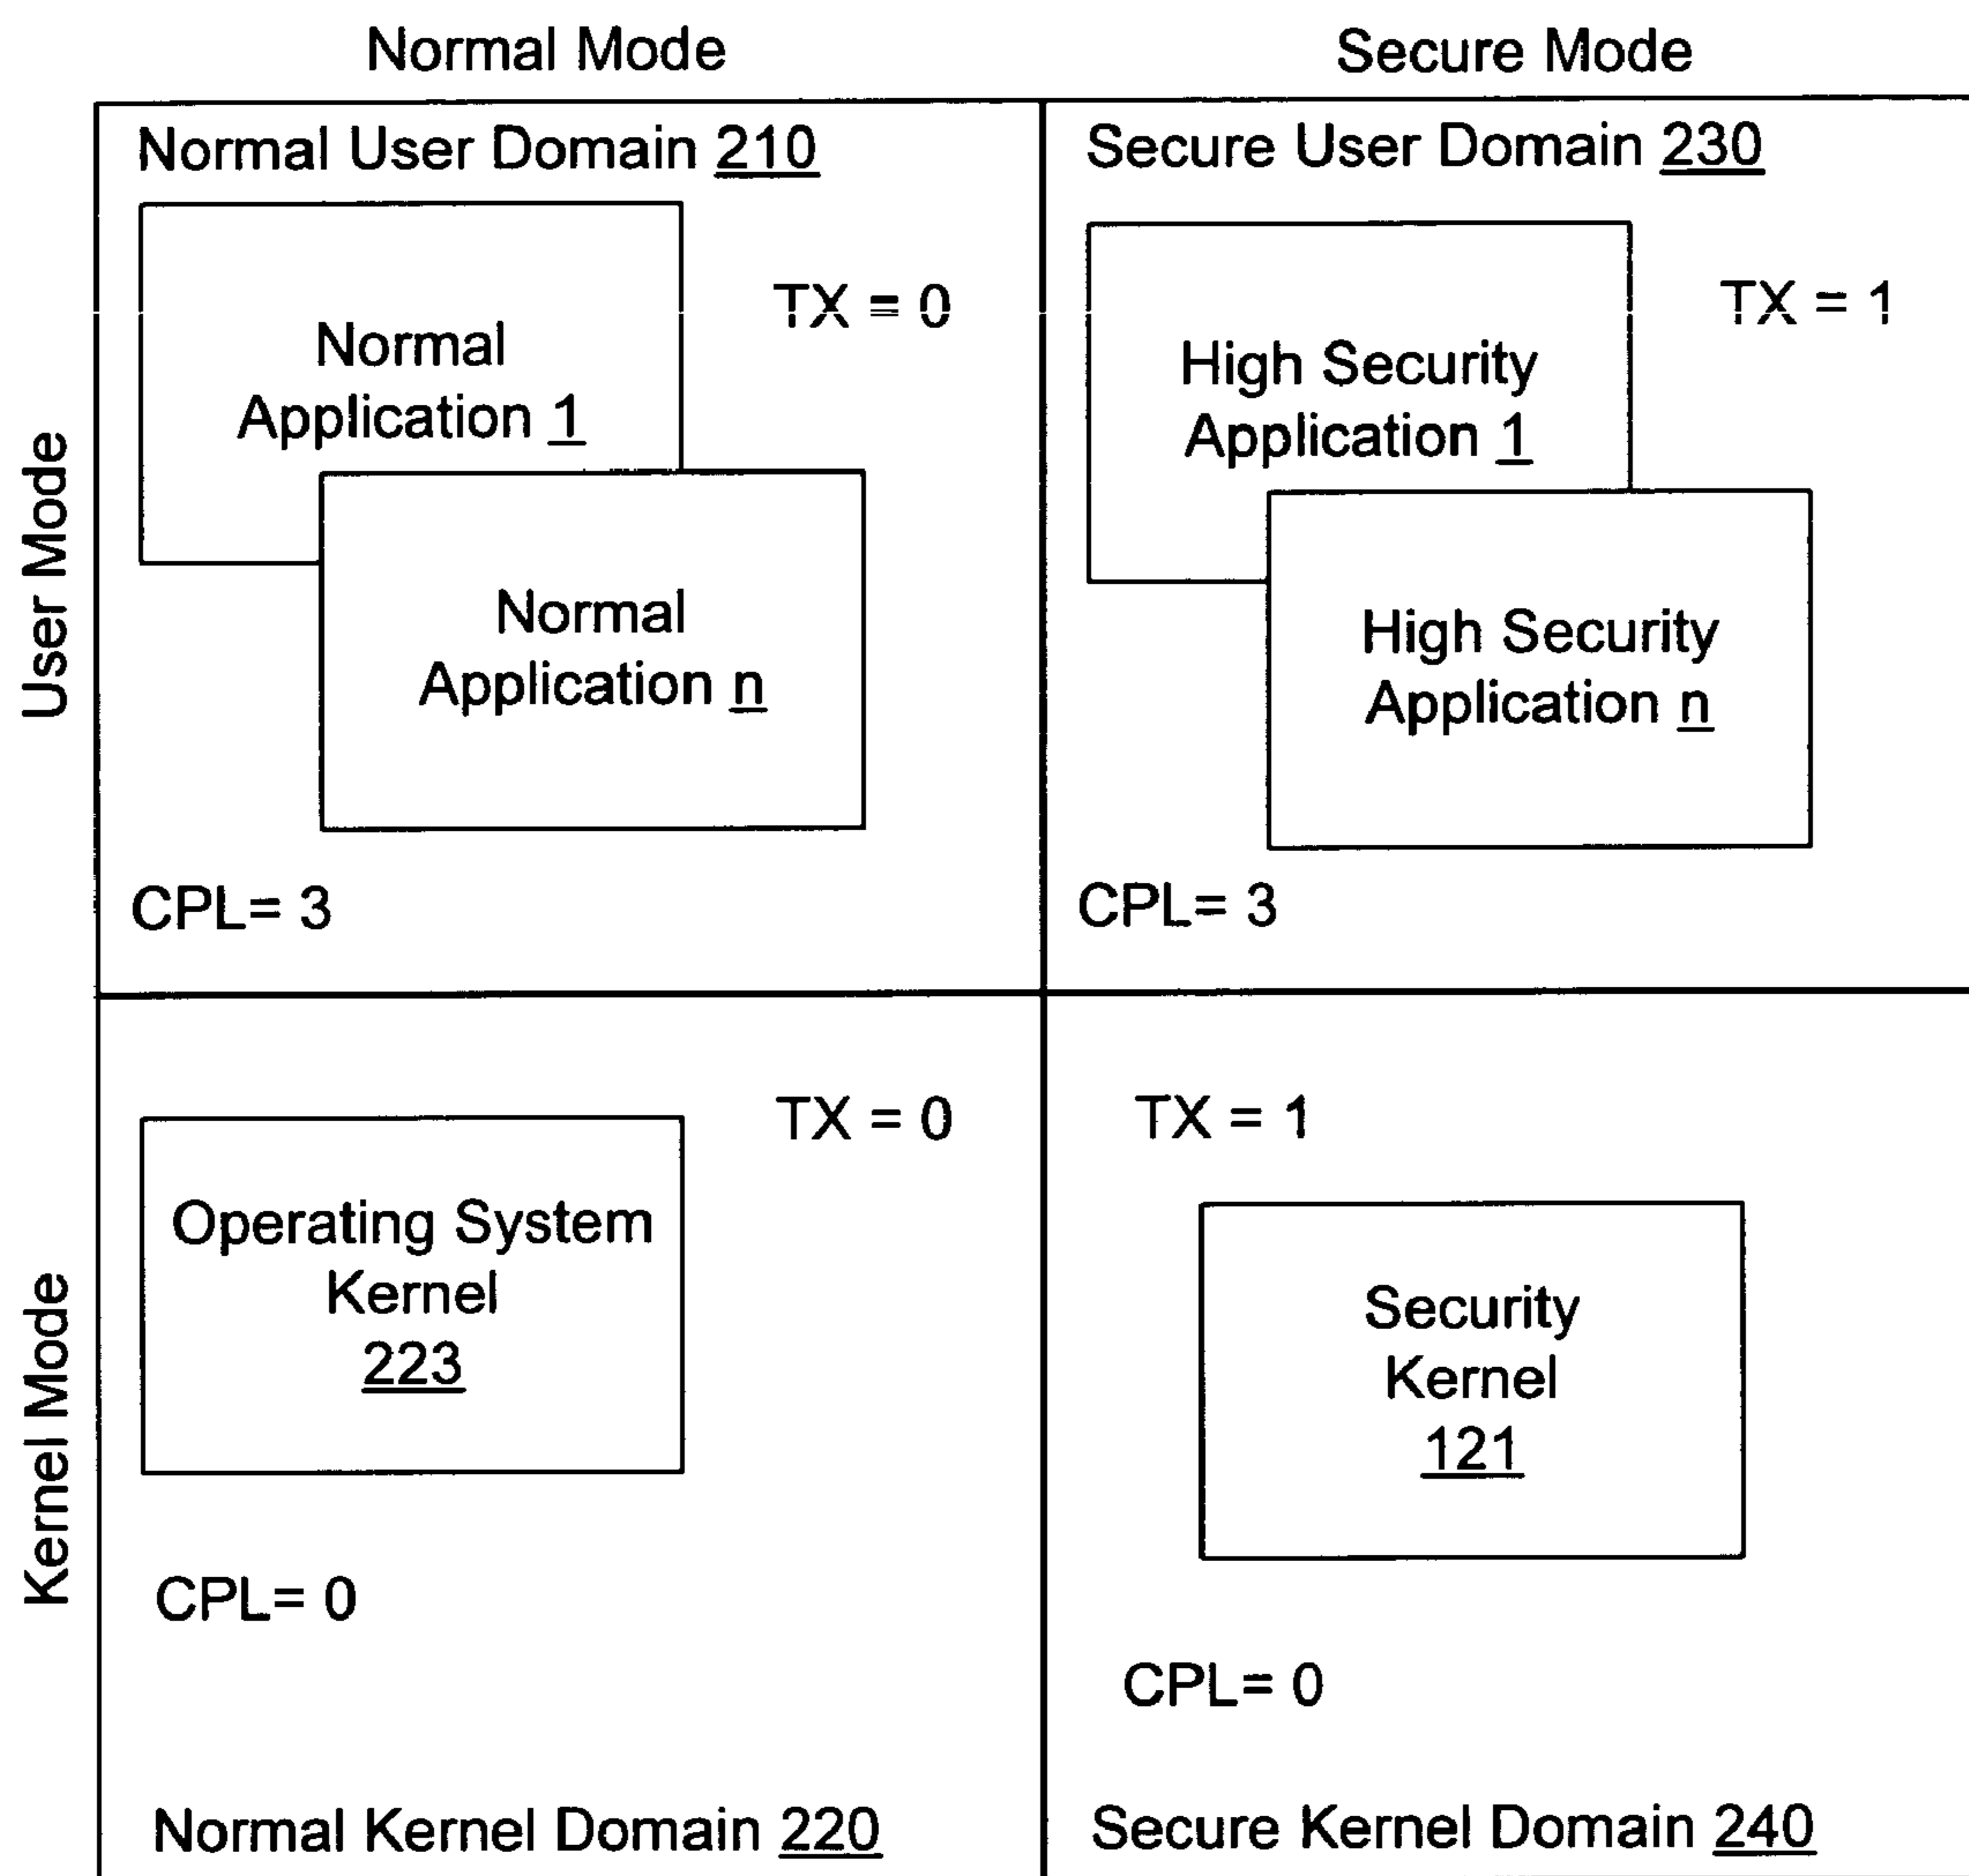 Normal Mode
Secure Mode
User Mode
Normal User Domain 210
TX = 0
Normal
Application 1
Normal
Application n
CPL= 3
Secure User Domain 230
TX = 1
High Security
Application 1
High Security
Application n
CPL= 3
Kernel Mode
TX = 0
Operating System
Kernel
223
CPL= 0
Normal Kernel Domain 220
TX = 1
Security
Kernel
121
CPL= 0
Secure Kernel Domain 240